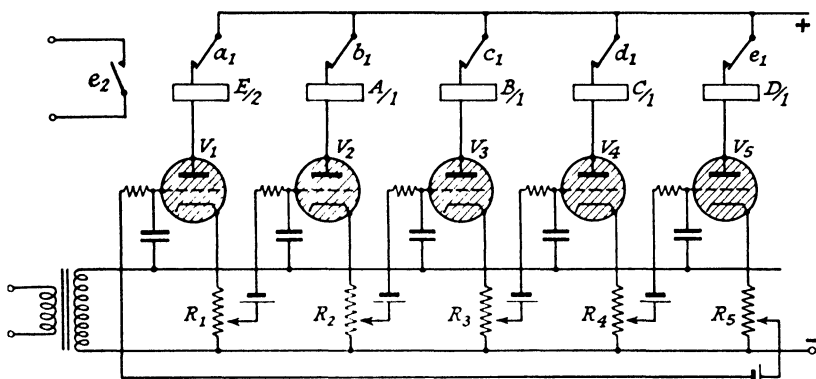 +
a₁ b₁ c₁ d₁ e₁
e₂
E/2 A/1 B/1 C/1 D/1
V₁ V₂ V₃ V₄ V₅
R₁ R₂ R₃ R₄ R₅
-